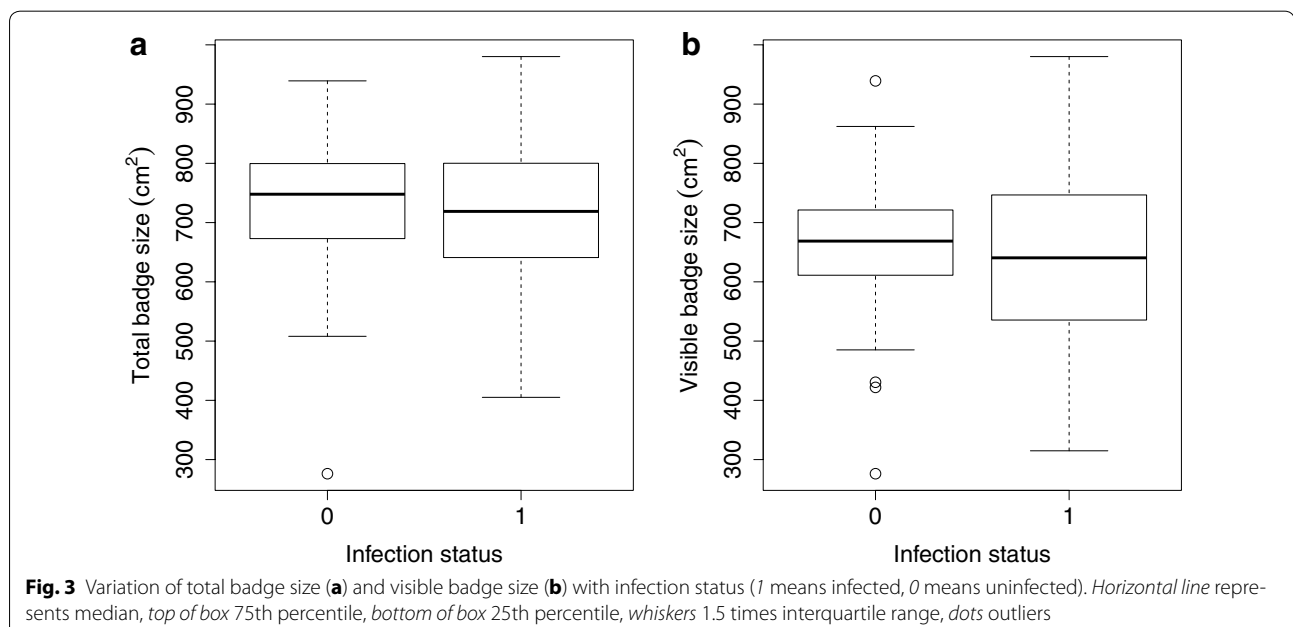 a
Total badge size (cm²)
900
800
700
600
500
400
300
0 1
Infection status
b
Visible badge size (cm²)
900
800
700
600
500
400
300
0 1
Infection status
Fig. 3 Variation of total badge size (a) and visible badge size (b) with infection status (1 means infected, 0 means uninfected). Horizontal line repre-
sents median, top of box 75th percentile, bottom of box 25th percentile, whiskers 1.5 times interquartile range, dots outliers